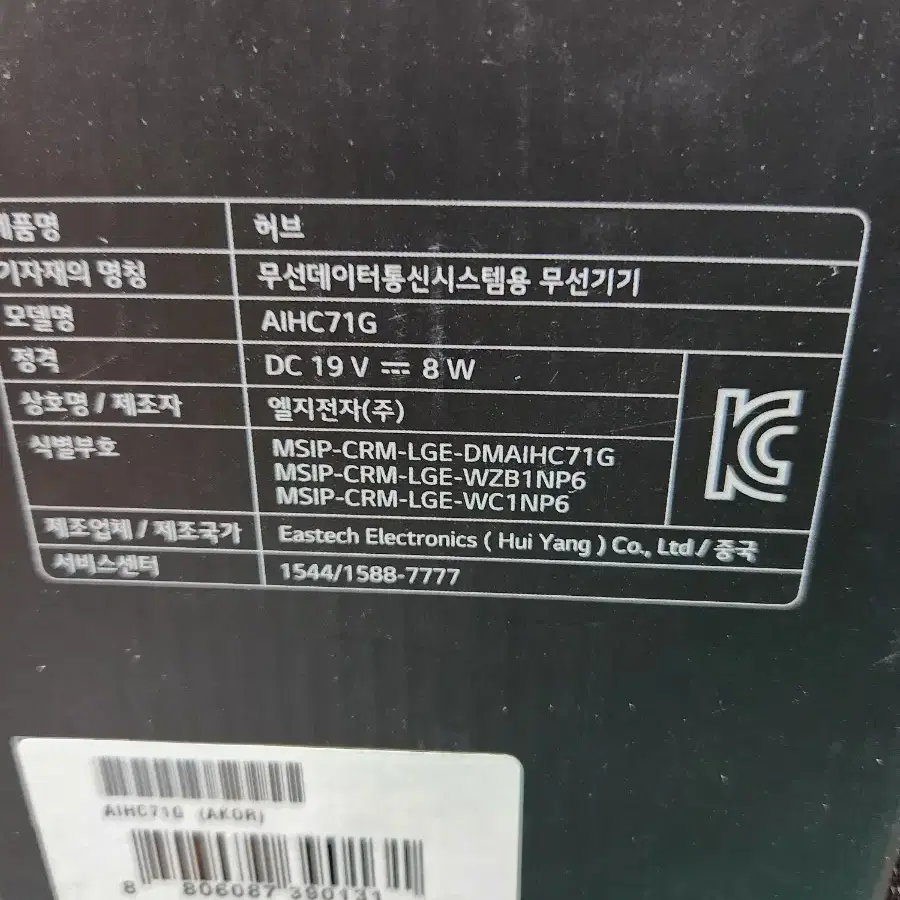 제품명 허브
기자재의 명칭 무선데이터통신시스템용 무선기기
모델명 AIHC71G
정격 DC 19 V ⎓ 8 W
상호명 / 제조자 엘지전자(주)
식별부호 MSIP-CRM-LGE-DMAIHC71G
MSIP-CRM-LGE-WZB1NP6
MSIP-CRM-LGE-WC1NP6
제조업체 / 제조국가 Eastech Electronics ( Hui Yang ) Co., Ltd / 중국
서비스센터 1544/1588-7777
AIHC71G (AKOR)
8 806087 380131